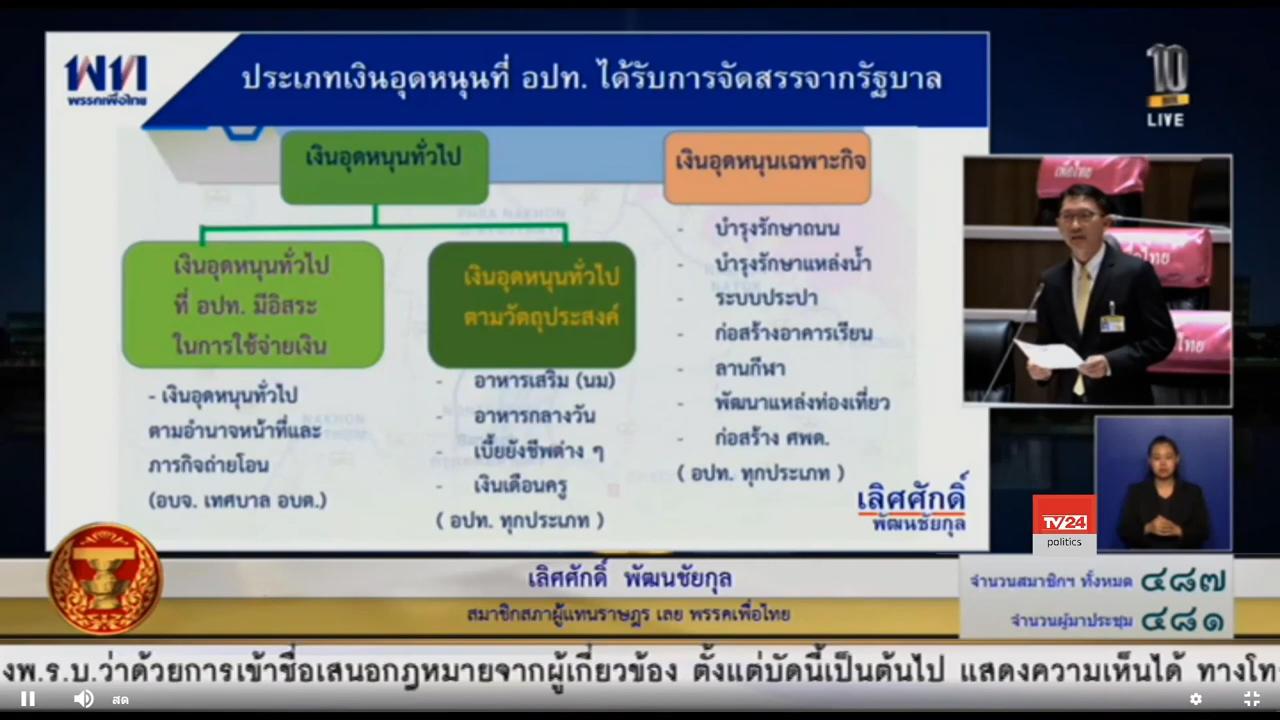 พท
พรรคเพื่อไทย
ประเภทเงินอุดหนุนที่ อปท. ได้รับการจัดสรรจากรัฐบาล
10
LIVE
เงินอุดหนุนทั่วไป
เงินอุดหนุนทั่วไป
ที่ อปท. มีอิสระ
ในการใช้จ่ายเงิน
- เงินอุดหนุนทั่วไป
ตามอำนาจหน้าที่และ
ภารกิจถ่ายโอน
(อบจ. เทศบาล อบต.)
เงินอุดหนุนทั่วไป
ตามวัตถุประสงค์
- อาหารเสริม (นม)
- อาหารกลางวัน
- เบี้ยยังชีพต่าง ๆ
- เงินเดือนครู
( อปท. ทุกประเภท )
เงินอุดหนุนเฉพาะกิจ
- บำรุงรักษาถนน
- บำรุงรักษาแหล่งน้ำ
- ระบบประปา
- ก่อสร้างอาคารเรียน
- ลานกีฬา
- พัฒนาแหล่งท่องเที่ยว
- ก่อสร้าง ศพด.
( อปท. ทุกประเภท )
เลิศศักดิ์
พัฒนชัยกุล
TV24
politics
เลิศศักดิ์ พัฒนชัยกุล
สมาชิกสภาผู้แทนราษฎร เลย พรรคเพื่อไทย
จำนวนสมาชิกฯ ทั้งหมด ๔๘๗
จำนวนผู้มาประชุม ๔๘๑
งพ.ร.บ.ว่าด้วยการเข้าชื่อเสนอกฎหมายจากผู้เกี่ยวข้อง ตั้งแต่บัดนี้เป็นต้นไป แสดงความเห็นได้ ทางโท
สด